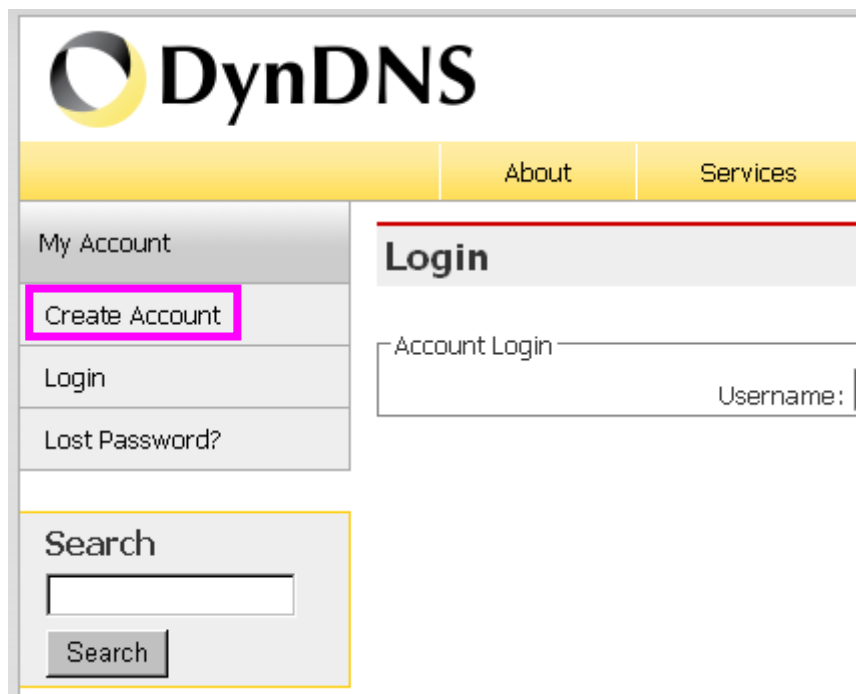 DynDNS
About Services
My Account
Create Account
Login
Lost Password?
Search
Search
Login
Account Login
Username: